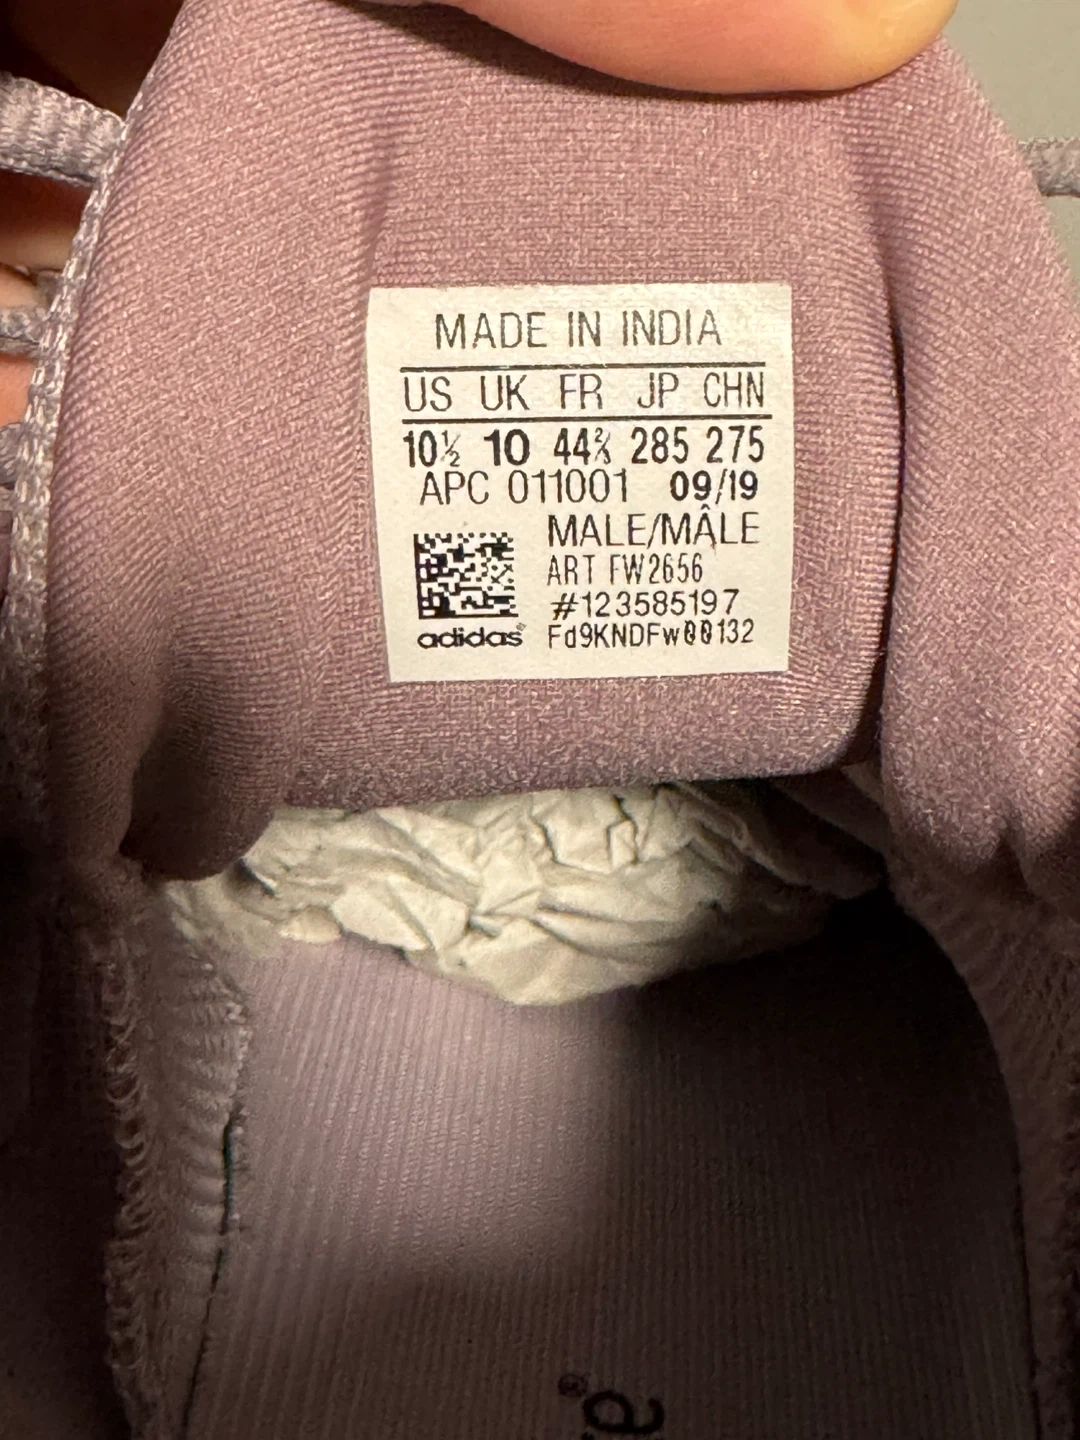 MADE IN INDIA
US UK FR JP CHN
10½ 10 44⅔ 285 275
APC 011001 09/19
MALE/MÂLE
ART FW2656
#123585197
adidas® Fd9KNDFw00132